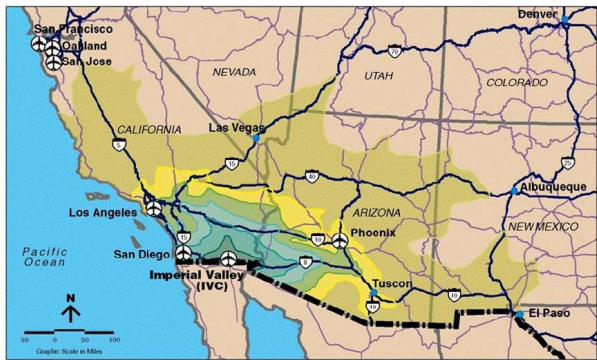 Denver
San Francisco
Oakland
San Jose
70
NEVADA
UTAH
COLORADO
CALIFORNIA
Las Vegas
5
15
40
25
Albuqueque
Los Angeles
ARIZONA
NEW MEXICO
Phoenix
10
15
Pacific
Ocean
San Diego
8
Imperial Valley
(IVC)
Tuscon
10
19
El Paso
N
50 0 50 100
Graphic Scale in Miles